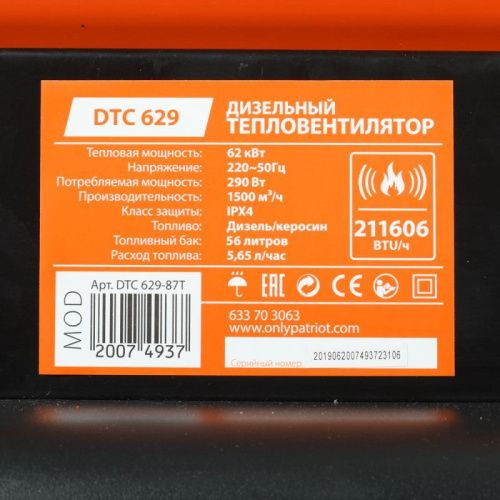 DTC 629
ДИЗЕЛЬНЫЙ
ТЕПЛОВЕНТИЛЯТОР
Тепловая мощность: 62 кВт
Напряжение: 220~50Гц
Потребляемая мощность: 290 Вт
Производительность: 1500 м³/ч
Класс защиты: IPX4
Топливо: Дизель/керосин
Топливный бак: 56 литров
Расход топлива: 5,65 л/час
211606
BTU/ч
MOD
Арт. DTC 629-87T
2007 4937
EAC CE
633 70 3063
www.onlypatriot.com
Серийный номер: 2019062007493723106